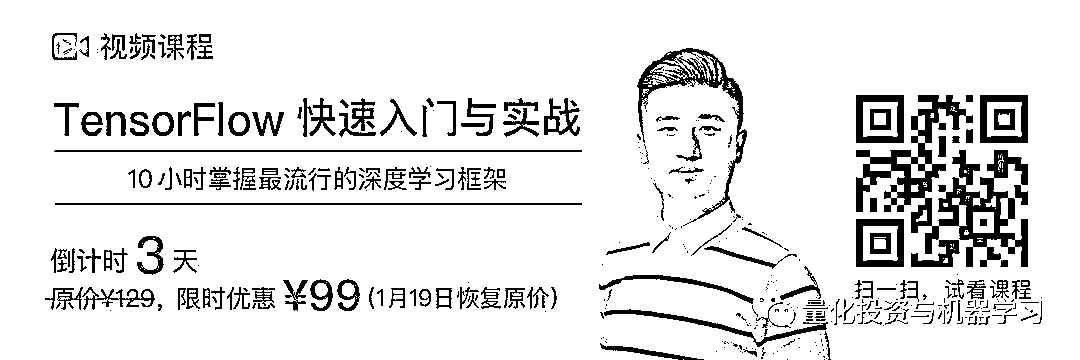 视频课程
TensorFlow 快速入门与实战
10 小时掌握最流行的深度学习框架
倒计时 3 天
原价¥129，限时优惠 ¥99 (1月19日恢复原价)
扫一扫，试看课程
量化投资与机器学习